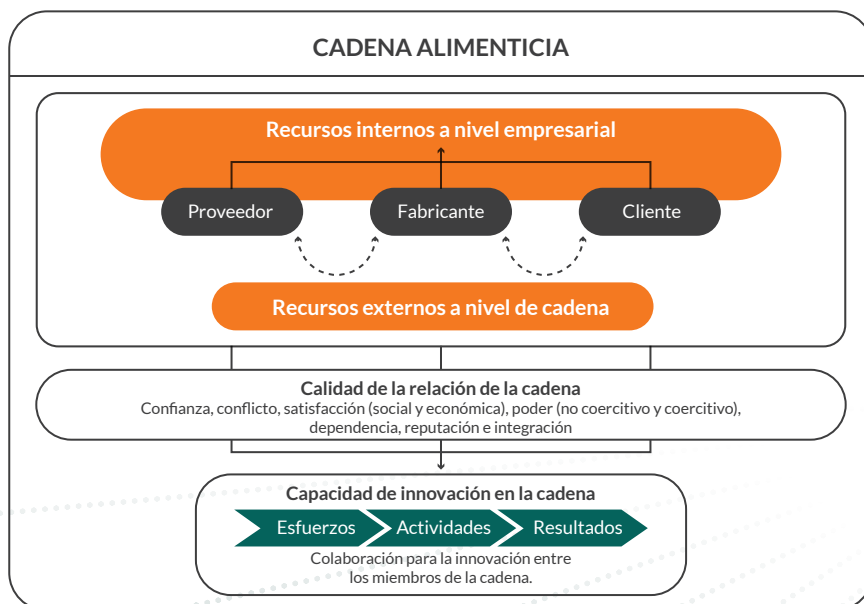 CADENA ALIMENTICIA
Recursos internos a nivel empresarial
Proveedor
Fabricante
Cliente
Recursos externos a nivel de cadena
Calidad de la relación de la cadena
Confianza, conflicto, satisfacción (social y económica), poder (no coercitivo y coercitivo),
dependencia, reputación e integración
Capacidad de innovación en la cadena
Esfuerzos
Actividades
Resultados
Colaboración para la innovación entre
los miembros de la cadena.